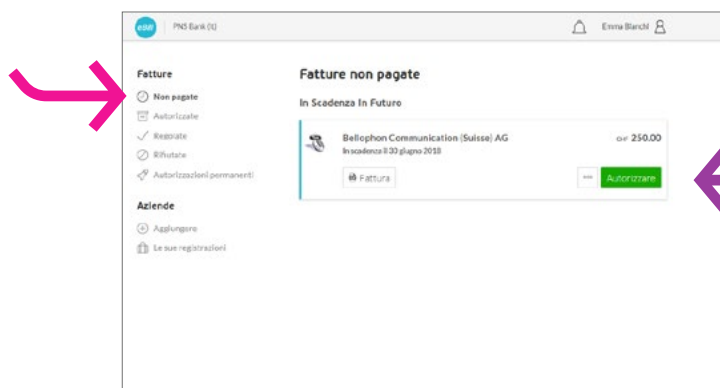 eBill
PNS Bank (It)
Emma Bianchi
Fatture
Non pagate
Autorizzate
Regolate
Rifiutate
Autorizzazioni permanenti
Aziende
Aggiungere
Le sue registrazioni
Fatture non pagate
In Scadenza In Futuro
Bellophon Communication (Suisse) AG
CHF 250.00
In scadenza il 30 giugno 2018
Fattura
Autorizzare